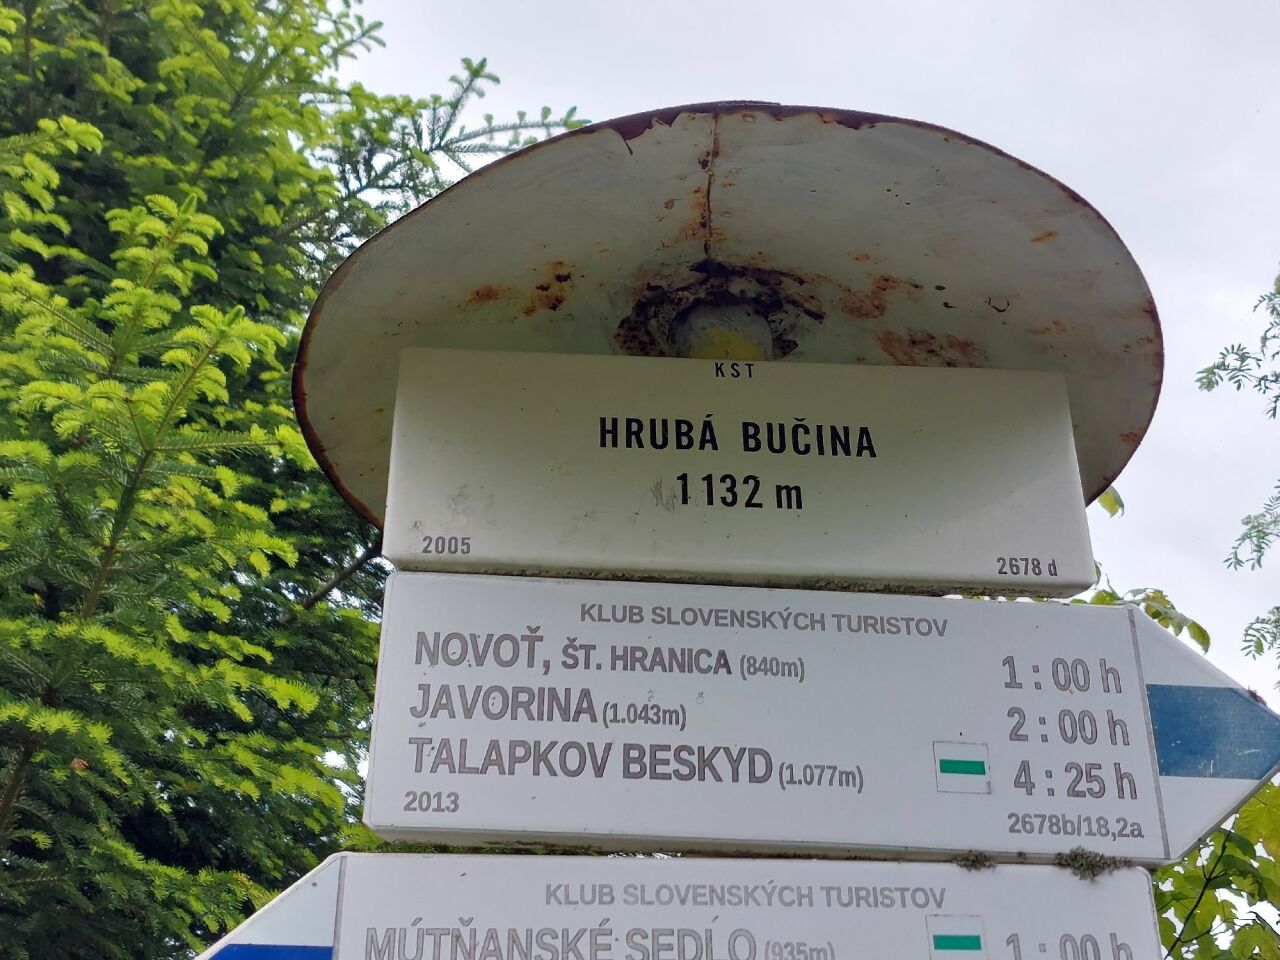 KST
HRUBÁ BUČINA
1132 m
2005 2678 d
KLUB SLOVENSKÝCH TURISTOV
NOVOŤ, ŠT. HRANICA (840m) 1:00 h
JAVORINA (1.043m) 2:00 h
TALAPKOV BESKYD (1.077m) 4:25 h
2013 2678b/18,2a
KLUB SLOVENSKÝCH TURISTOV
MÚTŇANSKÉ SEDLO (935m) 1:00 h